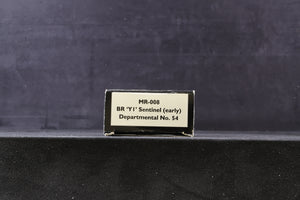 MR-008
BR 'Y1' Sentinel (early)
Departmental No. 54